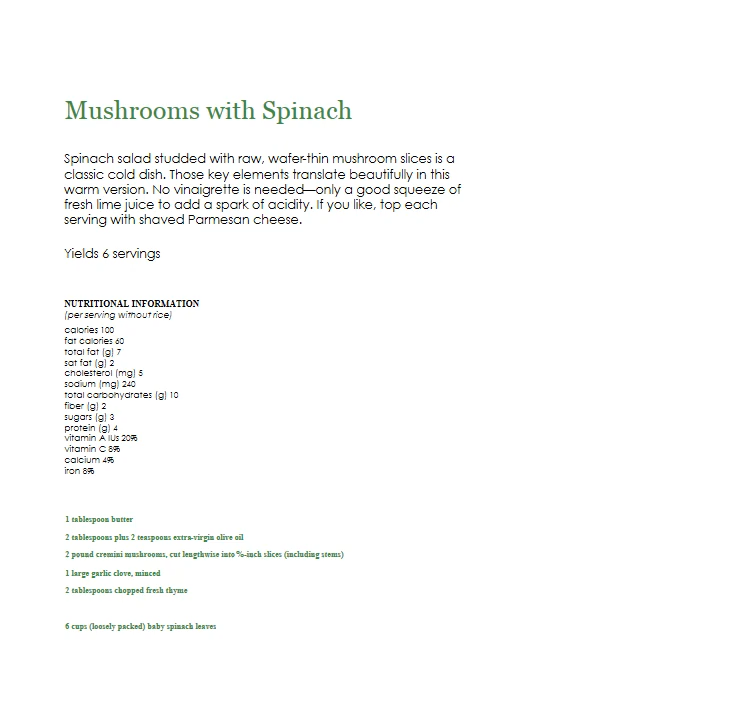 Mushrooms with Spinach
Spinach salad studded with raw, wafer-thin mushroom slices is a
classic cold dish. Those key elements translate beautifully in this
warm version. No vinaigrette is needed—only a good squeeze of
fresh lime juice to add a spark of acidity. If you like, top each
serving with shaved Parmesan cheese.
Yields 6 servings
NUTRITIONAL INFORMATION
(per serving without rice)
calories 100
fat calories 60
total fat (g) 7
sat fat (g) 2
cholesterol (mg) 5
sodium (mg) 240
total carbohydrates (g) 10
fiber (g) 2
sugars (g) 3
protein (g) 4
vitamin A IUs 20%
vitamin C 8%
calcium 4%
iron 8%
1 tablespoon butter
2 tablespoons plus 2 teaspoons extra-virgin olive oil
2 pound cremini mushrooms, cut lengthwise into %-inch slices (including stems)
1 large garlic clove, minced
2 tablespoons chopped fresh thyme
6 cups (loosely packed) baby spinach leaves